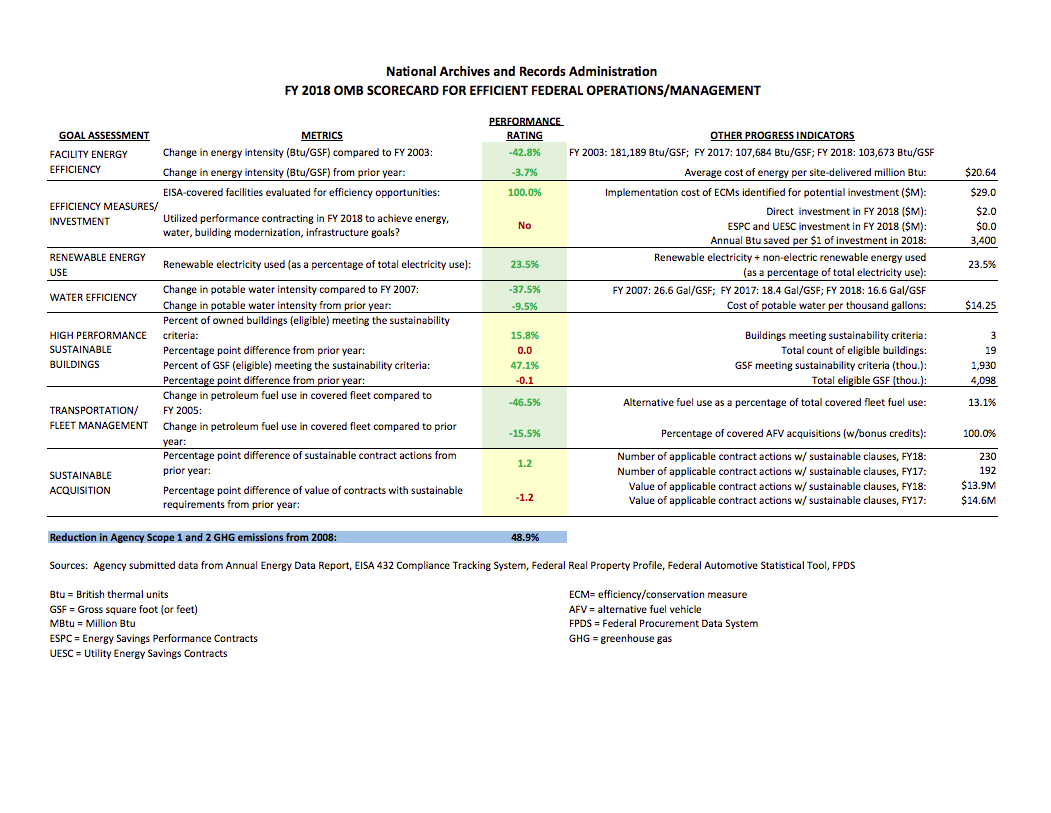 National Archives and Records Administration
FY 2018 OMB SCORECARD FOR EFFICIENT FEDERAL OPERATIONS/MANAGEMENT
PERFORMANCE
GOAL ASSESSMENT METRICS RATING OTHER PROGRESS INDICATORS
FACILITY ENERGY
EFFICIENCY
Change in energy intensity (Btu/GSF) compared to FY 2003: -42.8% FY 2003: 181,189 Btu/GSF; FY 2017: 107,684 Btu/GSF; FY 2018: 103,673 Btu/GSF
Change in energy intensity (Btu/GSF) from prior year: -3.7% Average cost of energy per site-delivered million Btu: $20.64
EFFICIENCY MEASURES/
INVESTMENT
EISA-covered facilities evaluated for efficiency opportunities: 100.0% Implementation cost of ECMs identified for potential investment ($M): $29.0
Utilized performance contracting in FY 2018 to achieve energy,
water, building modernization, infrastructure goals? No
Direct investment in FY 2018 ($M): $2.0
ESPC and UESC investment in FY 2018 ($M): $0.0
Annual Btu saved per $1 of investment in 2018: 3,400
RENEWABLE ENERGY
USE
Renewable electricity used (as a percentage of total electricity use): 23.5%
Renewable electricity + non-electric renewable energy used
(as a percentage of total electricity use): 23.5%
WATER EFFICIENCY
Change in potable water intensity compared to FY 2007: -37.5% FY 2007: 26.6 Gal/GSF; FY 2017: 18.4 Gal/GSF; FY 2018: 16.6 Gal/GSF
Change in potable water intensity from prior year: -9.5% Cost of potable water per thousand gallons: $14.25
HIGH PERFORMANCE
SUSTAINABLE
BUILDINGS
Percent of owned buildings (eligible) meeting the sustainability
criteria: 15.8% Buildings meeting sustainability criteria: 3
Percentage point difference from prior year: 0.0 Total count of eligible buildings: 19
Percent of GSF (eligible) meeting the sustainability criteria: 47.1% GSF meeting sustainability criteria (thou.): 1,930
Percentage point difference from prior year: -0.1 Total eligible GSF (thou.): 4,098
TRANSPORTATION/
FLEET MANAGEMENT
Change in petroleum fuel use in covered fleet compared to
FY 2005: -46.5% Alternative fuel use as a percentage of total covered fleet fuel use: 13.1%
Change in petroleum fuel use in covered fleet compared to prior
year: -15.5% Percentage of covered AFV acquisitions (w/bonus credits): 100.0%
SUSTAINABLE
ACQUISITION
Percentage point difference of sustainable contract actions from
prior year: 1.2
Number of applicable contract actions w/ sustainable clauses, FY18: 230
Number of applicable contract actions w/ sustainable clauses, FY17: 192
Percentage point difference of value of contracts with sustainable
requirements from prior year: -1.2
Value of applicable contract actions w/ sustainable clauses, FY18: $13.9M
Value of applicable contract actions w/ sustainable clauses, FY17: $14.6M
Reduction in Agency Scope 1 and 2 GHG emissions from 2008: 48.9%
Sources: Agency submitted data from Annual Energy Data Report, EISA 432 Compliance Tracking System, Federal Real Property Profile, Federal Automotive Statistical Tool, FPDS
Btu = British thermal units
GSF = Gross square foot (or feet)
MBtu = Million Btu
ESPC = Energy Savings Performance Contracts
UESC = Utility Energy Savings Contracts
ECM= efficiency/conservation measure
AFV = alternative fuel vehicle
FPDS = Federal Procurement Data System
GHG = greenhouse gas